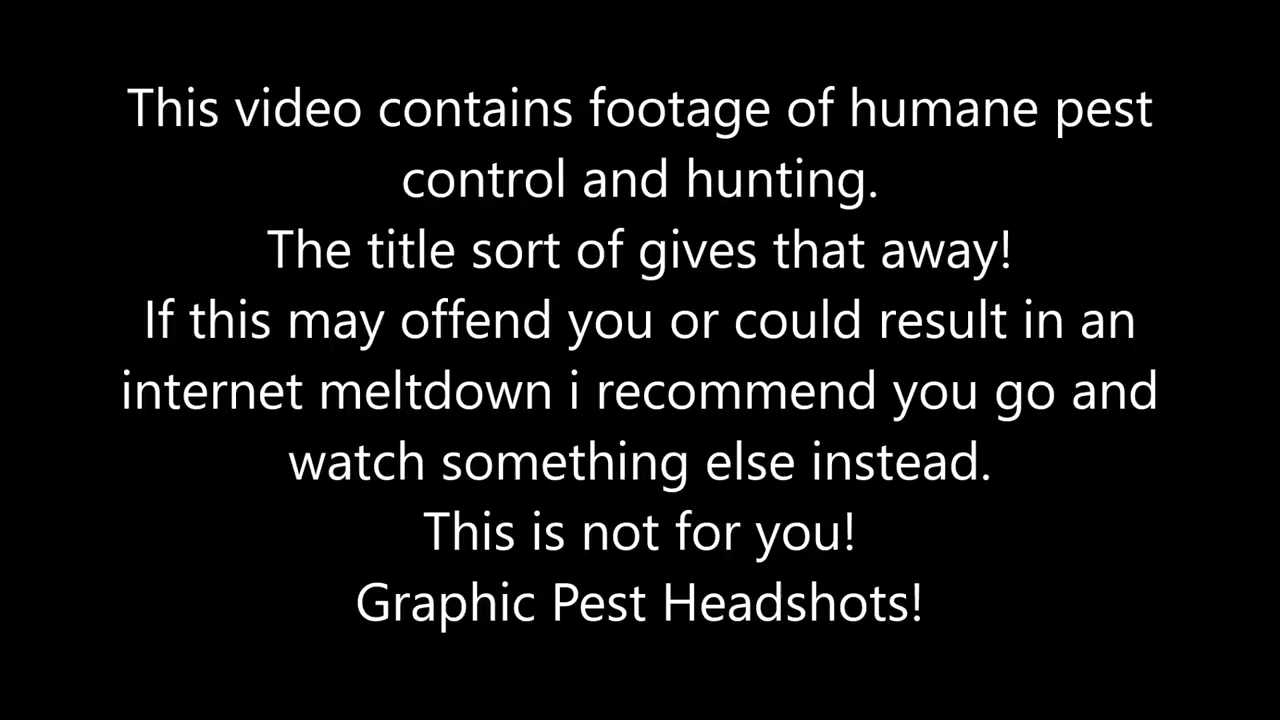 This video contains footage of humane pest
control and hunting.
The title sort of gives that away!
If this may offend you or could result in an
internet meltdown i recommend you go and
watch something else instead.
This is not for you!
Graphic Pest Headshots!